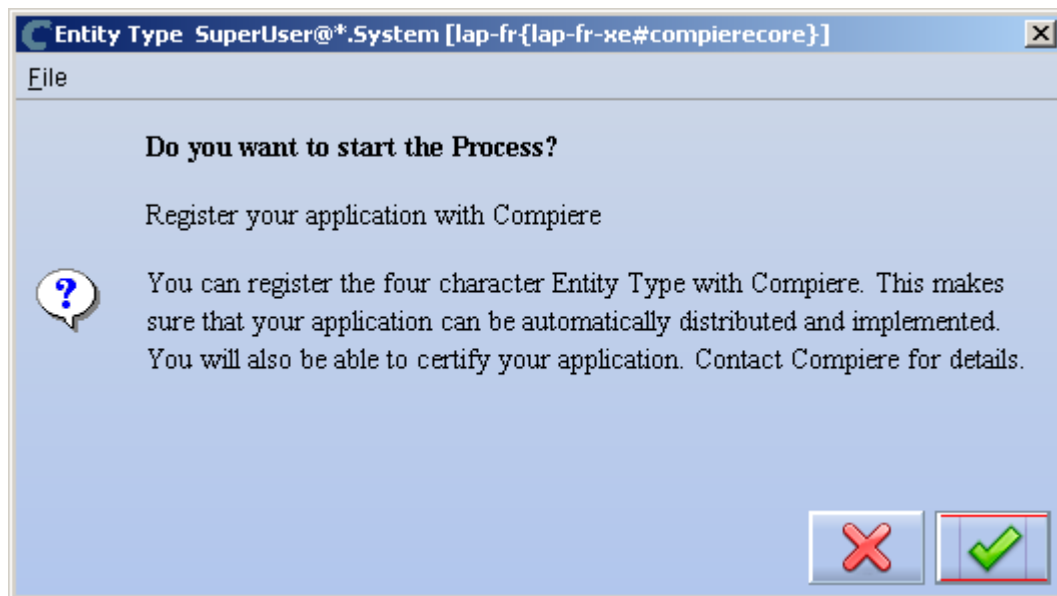 Entity Type SuperUser@*.System [lap-fr{lap-fr-xe#compierecore}]
File
Do you want to start the Process?
Register your application with Compiere
You can register the four character Entity Type with Compiere. This makes
sure that your application can be automatically distributed and implemented.
You will also be able to certify your application. Contact Compiere for details.